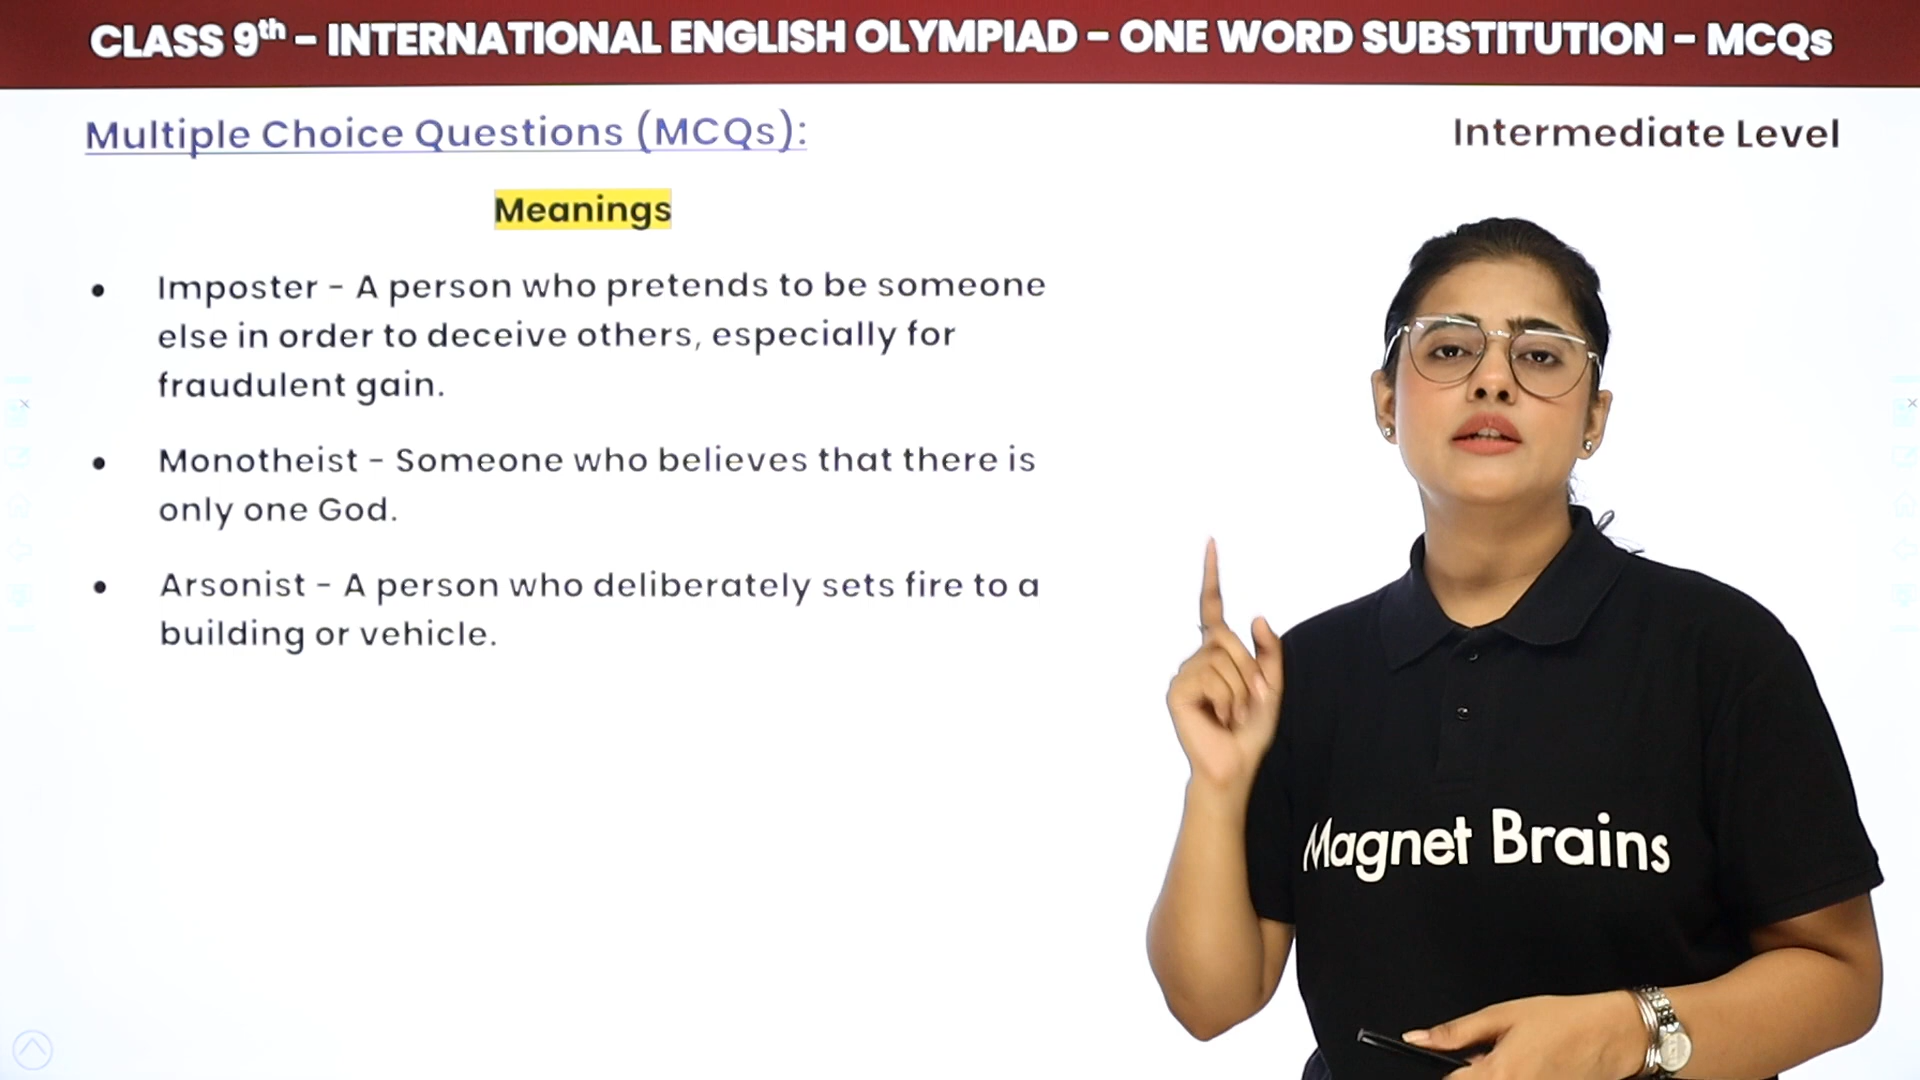 CLASS 9th – INTERNATIONAL ENGLISH OLYMPIAD – ONE WORD SUBSTITUTION – MCQs
Multiple Choice Questions (MCQs):
Intermediate Level
Meanings
• Imposter - A person who pretends to be someone
else in order to deceive others, especially for
fraudulent gain.
• Monotheist - Someone who believes that there is
only one God.
• Arsonist - A person who deliberately sets fire to a
building or vehicle.
Magnet Brains